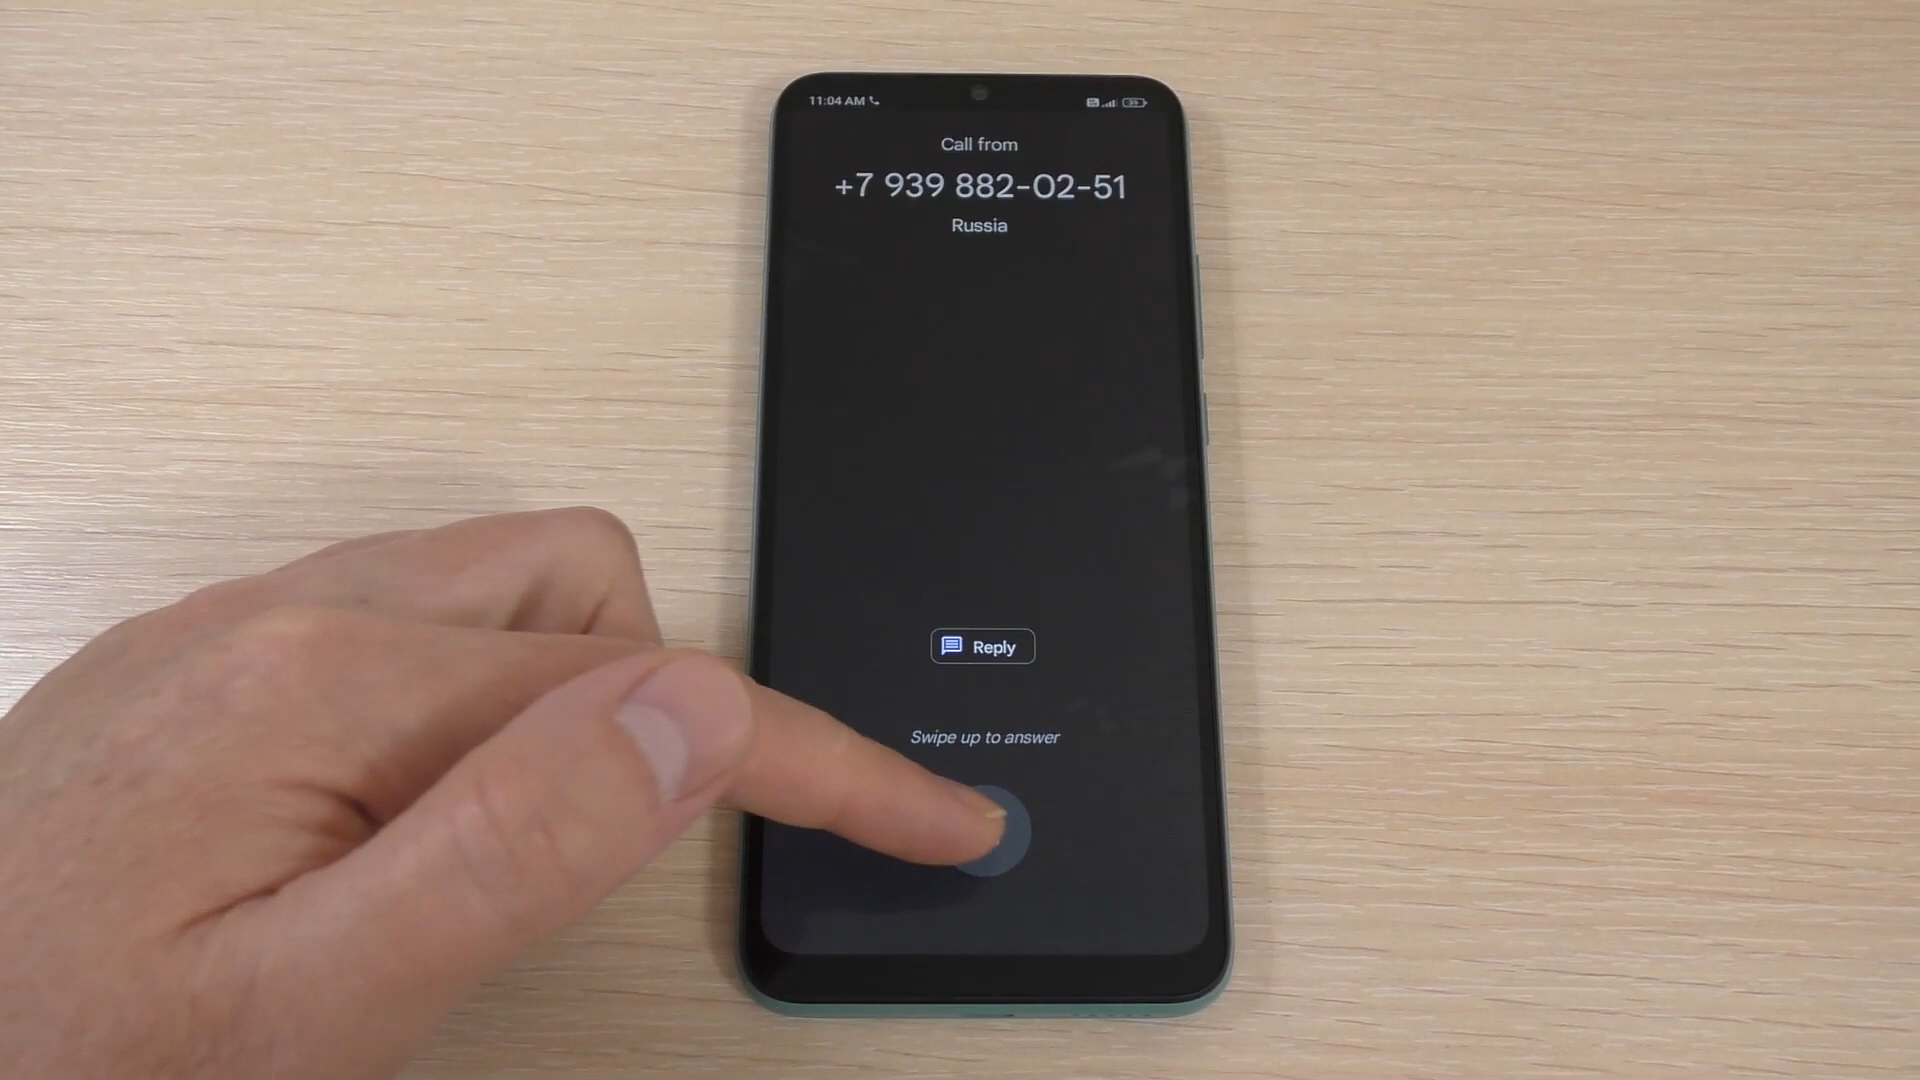 11:04 AM
Call from
+7 939 882-02-51
Russia
Reply
Swipe up to answer